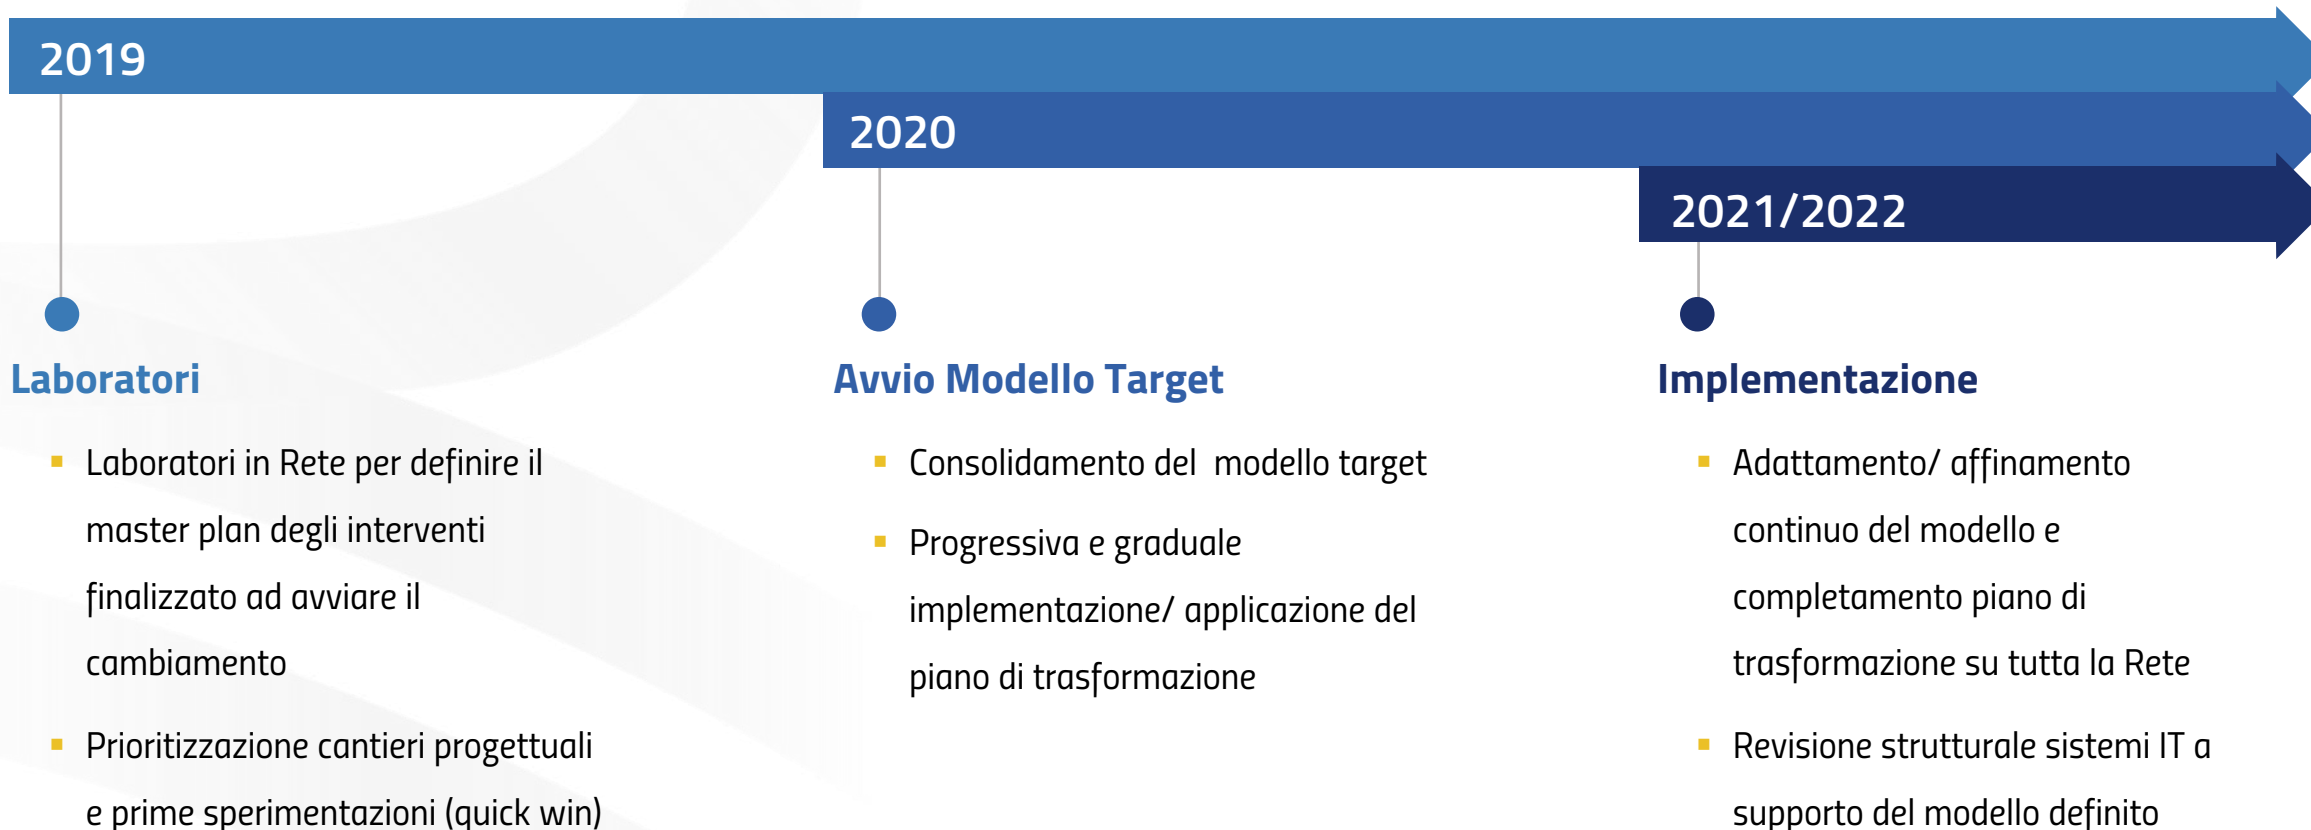 2019
2020
2021/2022
Laboratori
Laboratori in Rete per definire il
master plan degli interventi
finalizzato ad avviare il
cambiamento
Prioritizzazione cantieri progettuali
e prime sperimentazioni (quick win)
Avvio Modello Target
Consolidamento del  modello target
Progressiva e graduale
implementazione/ applicazione del
piano di trasformazione
Implementazione
Adattamento/ affinamento
continuo del modello e
completamento piano di
trasformazione su tutta la Rete
Revisione strutturale sistemi IT a
supporto del modello definito